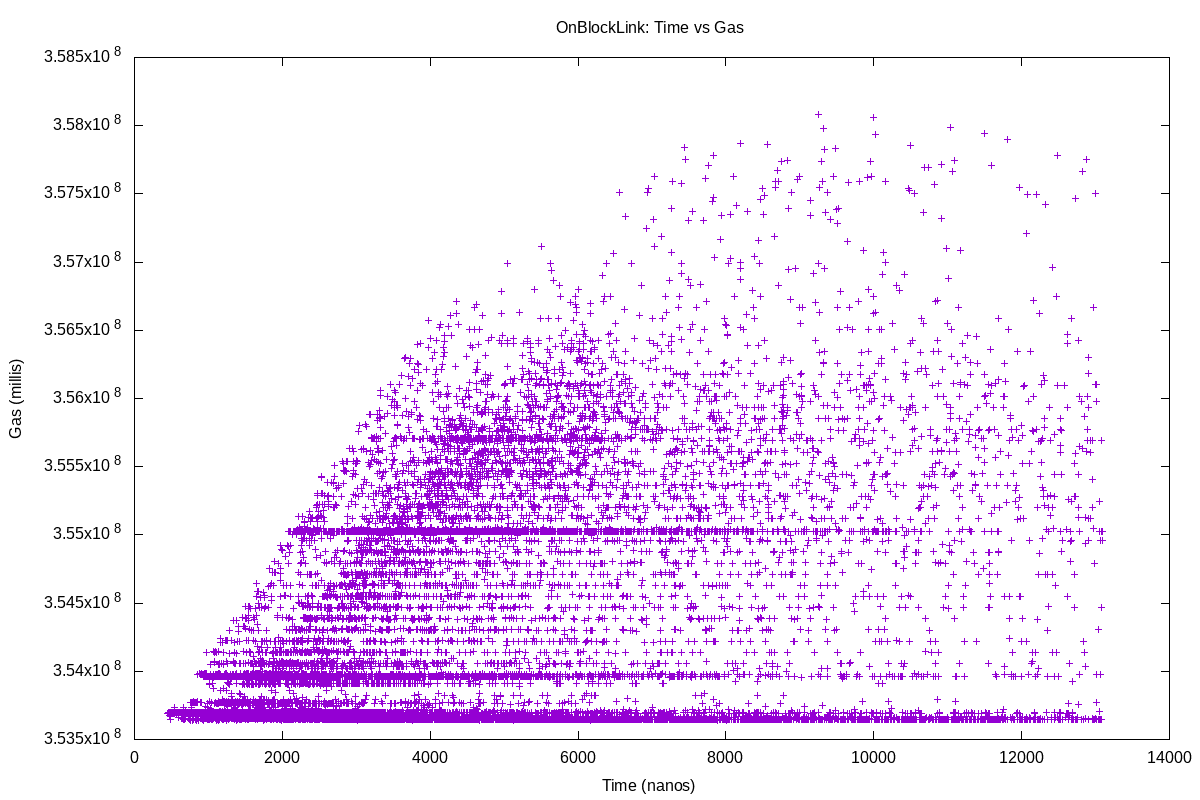 OnBlockLink: Time vs Gas
3.585x10^8
3.58x10^8
3.575x10^8
3.57x10^8
3.565x10^8
3.56x10^8
3.555x10^8
3.55x10^8
3.545x10^8
3.54x10^8
3.535x10^8
Gas (millis)
0 2000 4000 6000 8000 10000 12000 14000
Time (nanos)